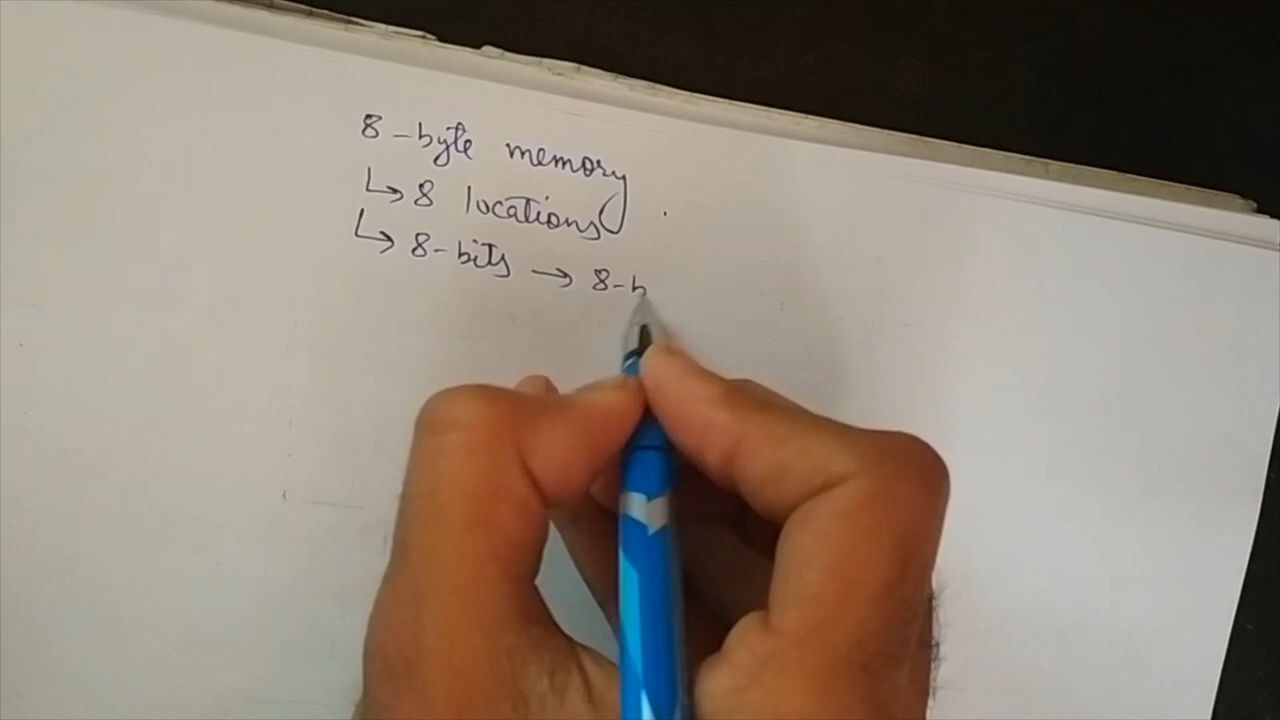 8-byte memory
↳ 8 locations
↳ 8-bits → 8-b